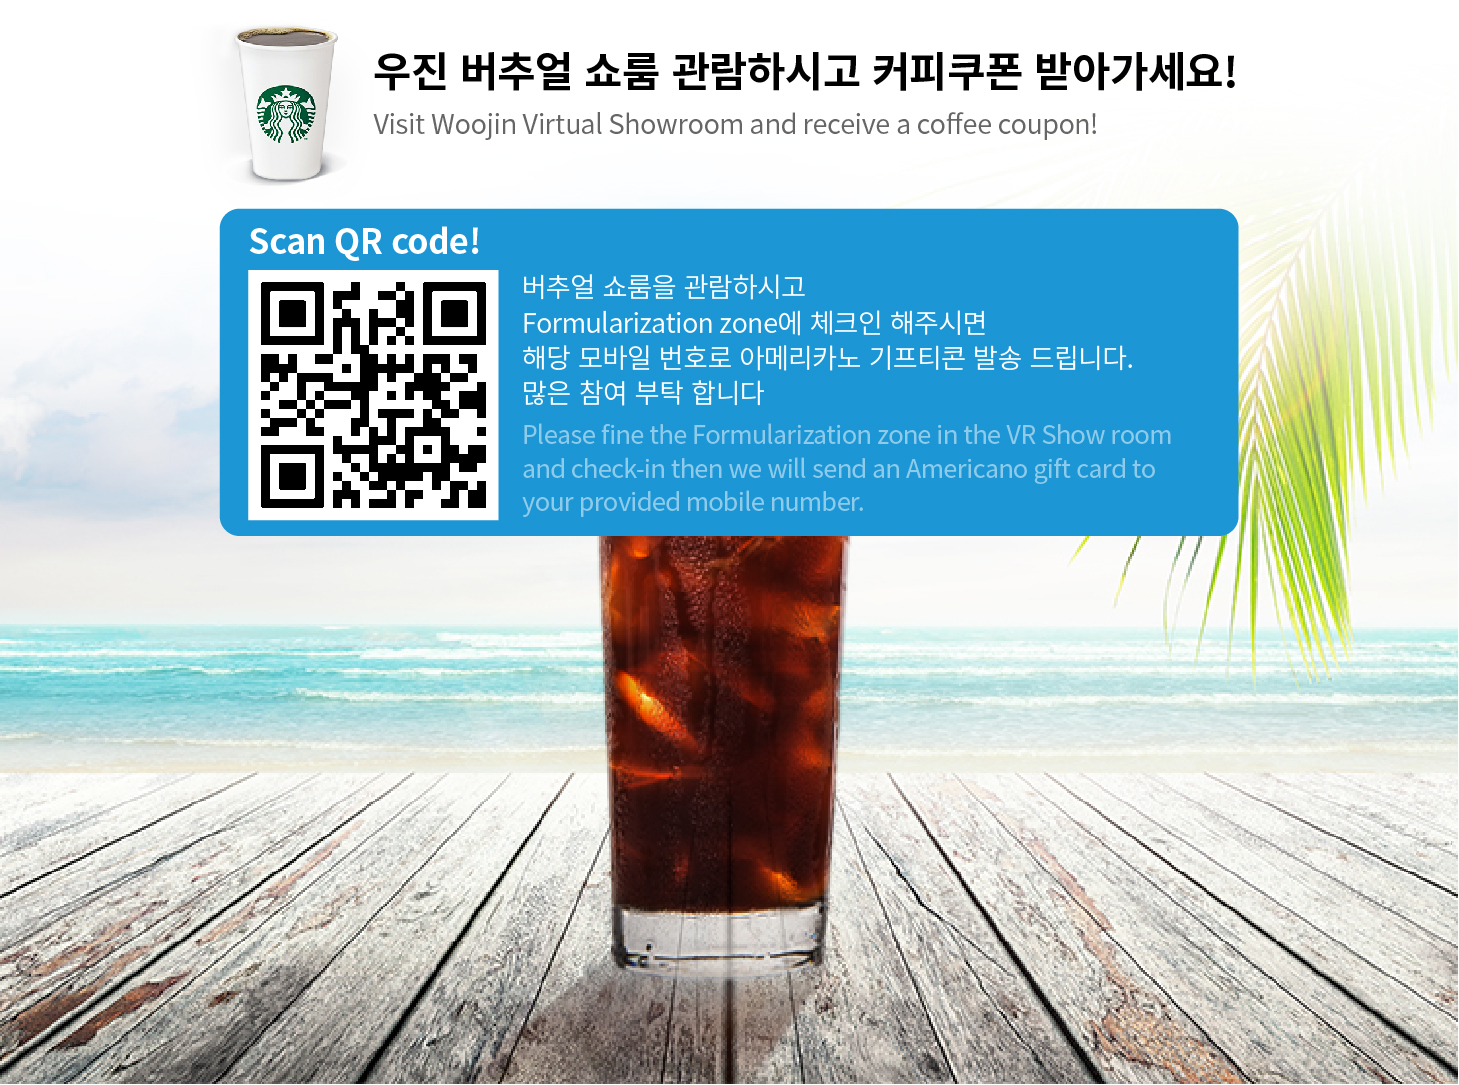 우진 버추얼 쇼룸 관람하시고 커피쿠폰 받아가세요!
Visit Woojin Virtual Showroom and receive a coffee coupon!
Scan QR code!
버추얼 쇼룸을 관람하시고
Formularization zone에 체크인 해주시면
해당 모바일 번호로 아메리카노 기프티콘 발송 드립니다.
많은 참여 부탁 합니다
Please fine the Formularization zone in the VR Show room
and check-in then we will send an Americano gift card to
your provided mobile number.